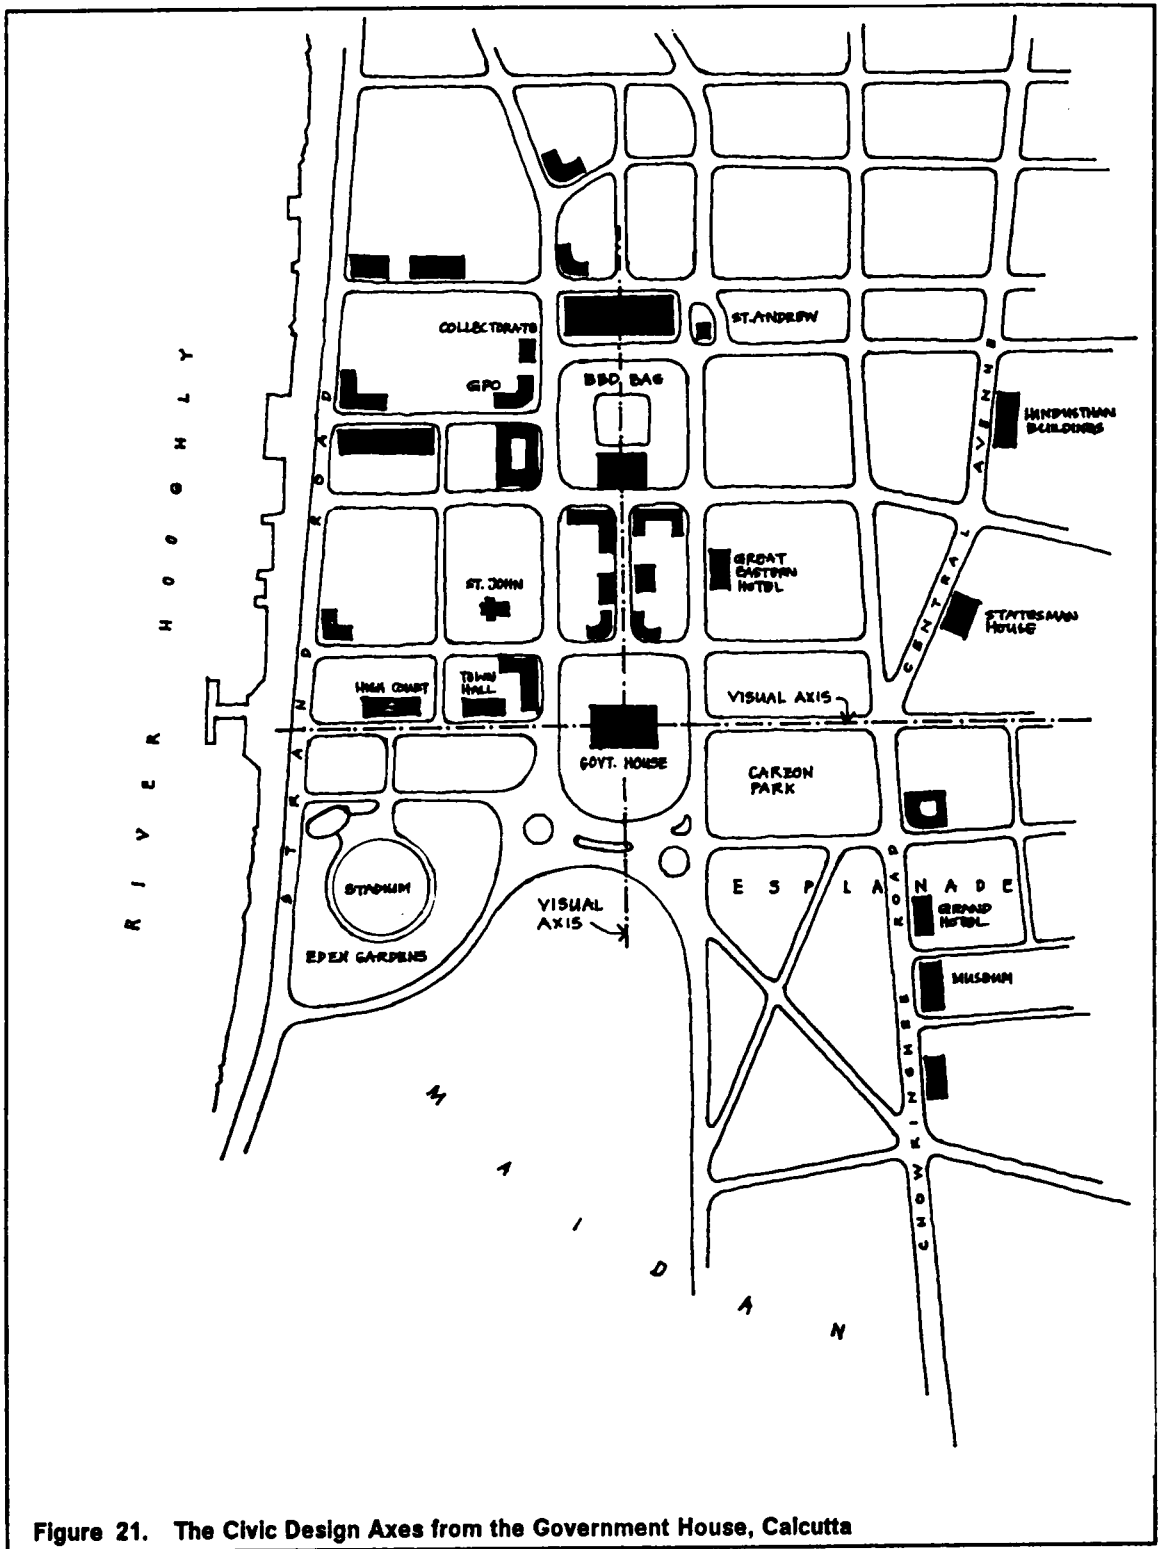 COLLECTORATE
ST. ANDREW
GPO
BBD BAG
HINDUSTHAN
BUILDINGS
CENTRAL AVENUE
RIVER HOOGHLY
STRAND ROAD
ST. JOHN
GREAT
EASTERN
HOTEL
STATESMAN
HOUSE
HIGH COURT
TOWN
HALL
VISUAL AXIS
GOVT. HOUSE
CARZON
PARK
STADIUM
ESPLANADE
VISUAL
AXIS
GRAND
HOTEL
EDEN GARDENS
MUSEUM
CHOWRINGHEE ROAD
MAIDAN
Figure 21. The Civic Design Axes from the Government House, Calcutta